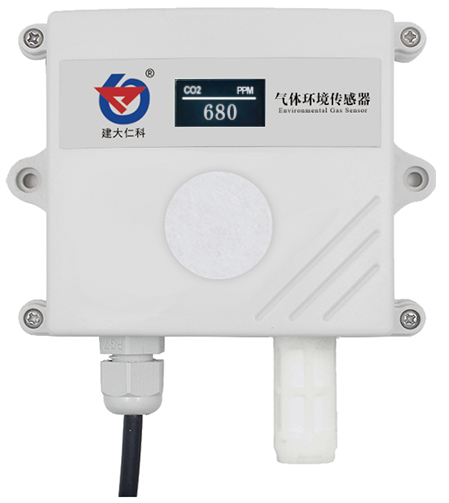 ®
建大仁科
CO2 PPM
680
气体环境传感器
Environmental Gas Sensor